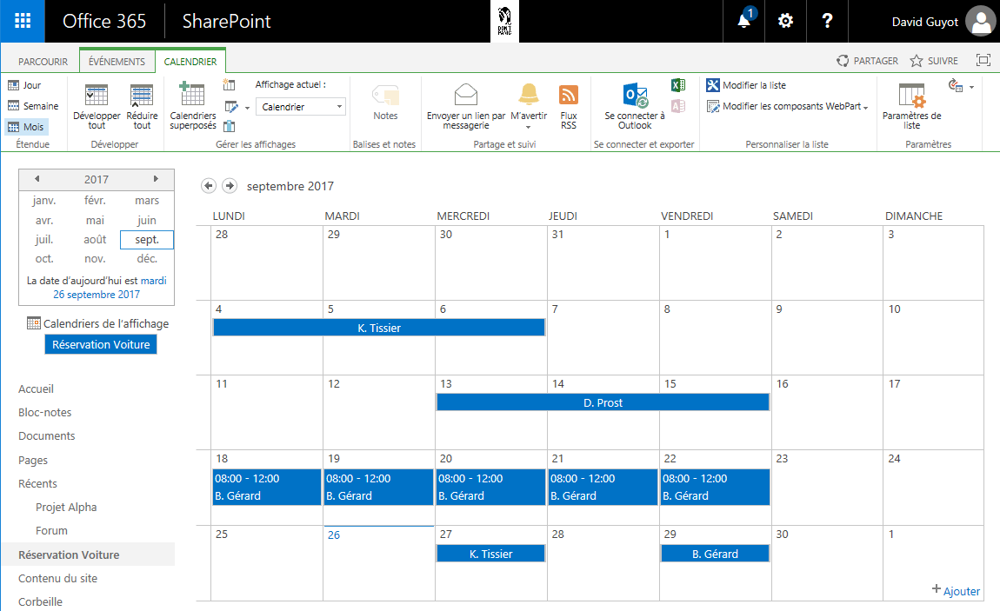 Office 365
SharePoint
DON'T
PANIC
1
?
David Guyot
PARCOURIR
ÉVÉNEMENTS
CALENDRIER
PARTAGER
SUIVRE
Jour
Semaine
Mois
Étendue
Développer
tout
Réduire
tout
Développer
Calendriers
superposés
Affichage actuel :
Calendrier
Gérer les affichages
Notes
Balises et notes
Envoyer un lien par
messagerie
M'avertir
Flux
RSS
Partage et suivi
Se connecter à
Outlook
Se connecter et exporter
Modifier la liste
Modifier les composants WebPart
Personnaliser la liste
Paramètres de
liste
Paramètres
2017
janv. févr. mars
avr. mai juin
juil. août sept.
oct. nov. déc.
La date d'aujourd'hui est mardi
26 septembre 2017
Calendriers de l'affichage
Réservation Voiture
Accueil
Bloc-notes
Documents
Pages
Récents
Projet Alpha
Forum
Réservation Voiture
Contenu du site
Corbeille
septembre 2017
LUNDI MARDI MERCREDI JEUDI VENDREDI SAMEDI DIMANCHE
28 29 30 31 1 2 3
4 5 6 7 8 9 10
K. Tissier
11 12 13 14 15 16 17
D. Prost
18 19 20 21 22 23 24
08:00 - 12:00 08:00 - 12:00 08:00 - 12:00 08:00 - 12:00 08:00 - 12:00
B. Gérard B. Gérard B. Gérard B. Gérard B. Gérard
25 26 27 28 29 30 1
K. Tissier B. Gérard
Ajouter